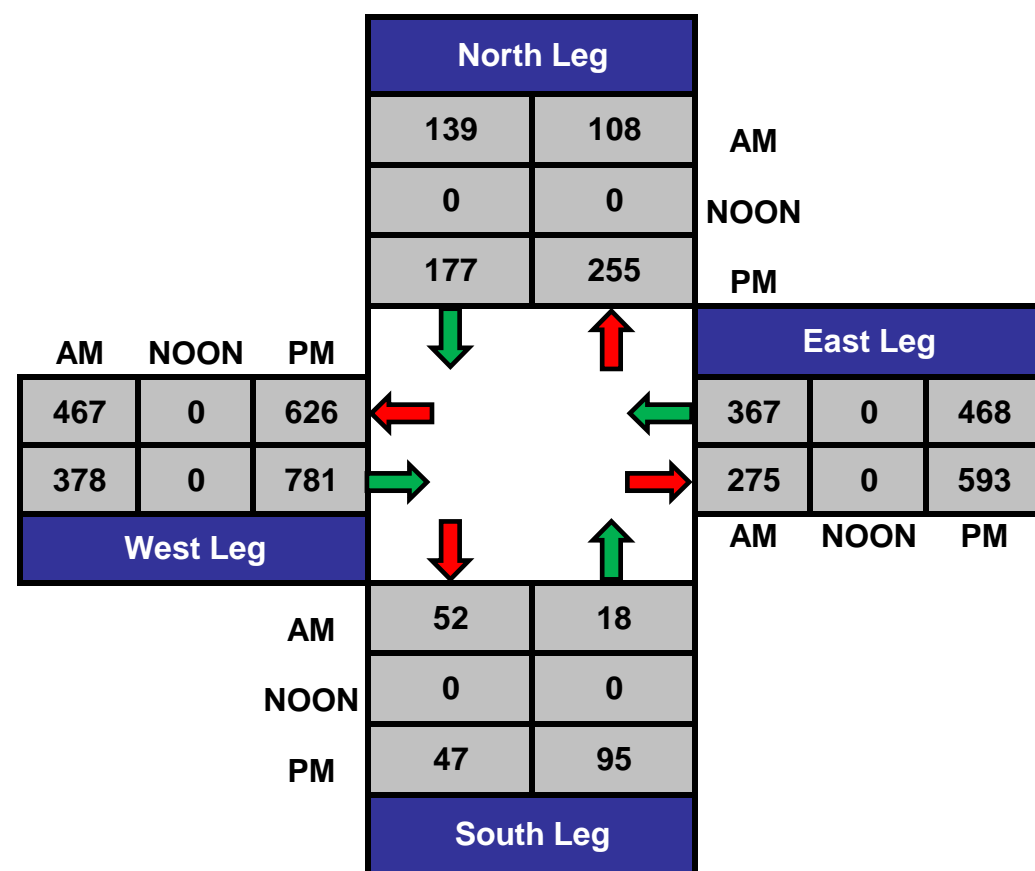 North Leg
139 108 AM
0 0 NOON
177 255 PM
East Leg
AM NOON PM
467 0 626 367 0 468
378 0 781 275 0 593
West Leg AM NOON PM
AM 52 18
NOON 0 0
PM 47 95
South Leg